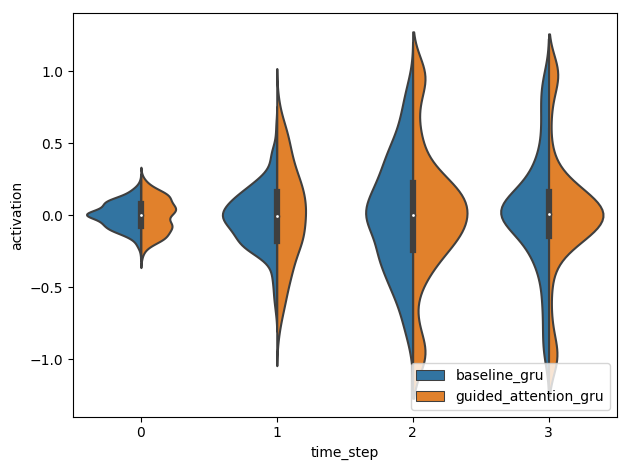 1.0
0.5
0.0
−0.5
−1.0
activation
0
1
2
3
time_step
baseline_gru
guided_attention_gru